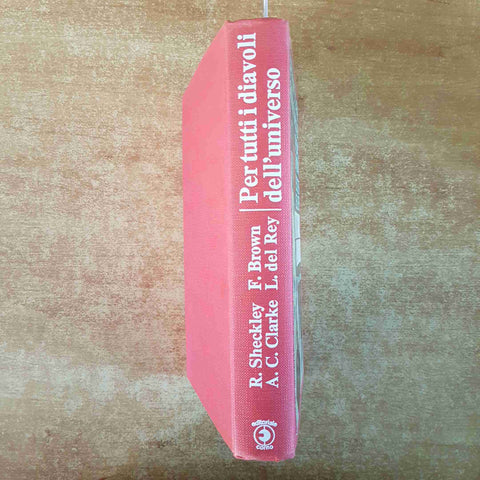 R. Sheckley F. Brown
A. C. Clarke L. del Rey
Per tutti i diavoli
dell'universo
editoriale
corno